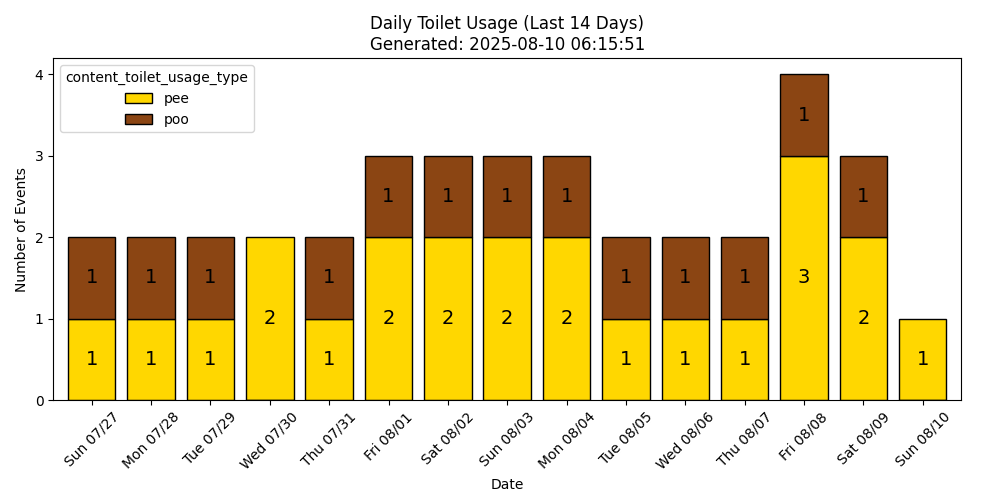 Daily Toilet Usage (Last 14 Days)
Generated: 2025-08-10 06:15:51
content_toilet_usage_type
pee
poo
Number of Events
4
3
2
1
0
1 1 1 1 1 1 1 1 1 1 1 1 1
1 1 1 2 1 2 2 2 2 1 1 1 3 2 1
Sun 07/27
Mon 07/28
Tue 07/29
Wed 07/30
Thu 07/31
Fri 08/01
Sat 08/02
Sun 08/03
Mon 08/04
Tue 08/05
Wed 08/06
Thu 08/07
Fri 08/08
Sat 08/09
Sun 08/10
Date